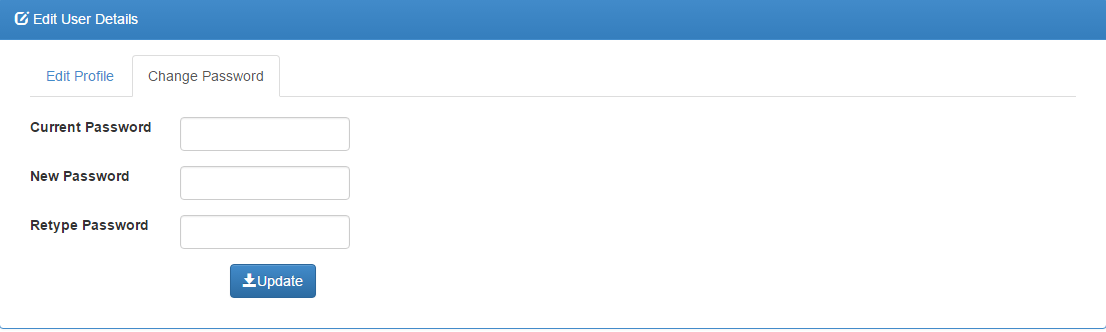 Edit User Details
Edit Profile
Change Password
Current Password
New Password
Retype Password
Update